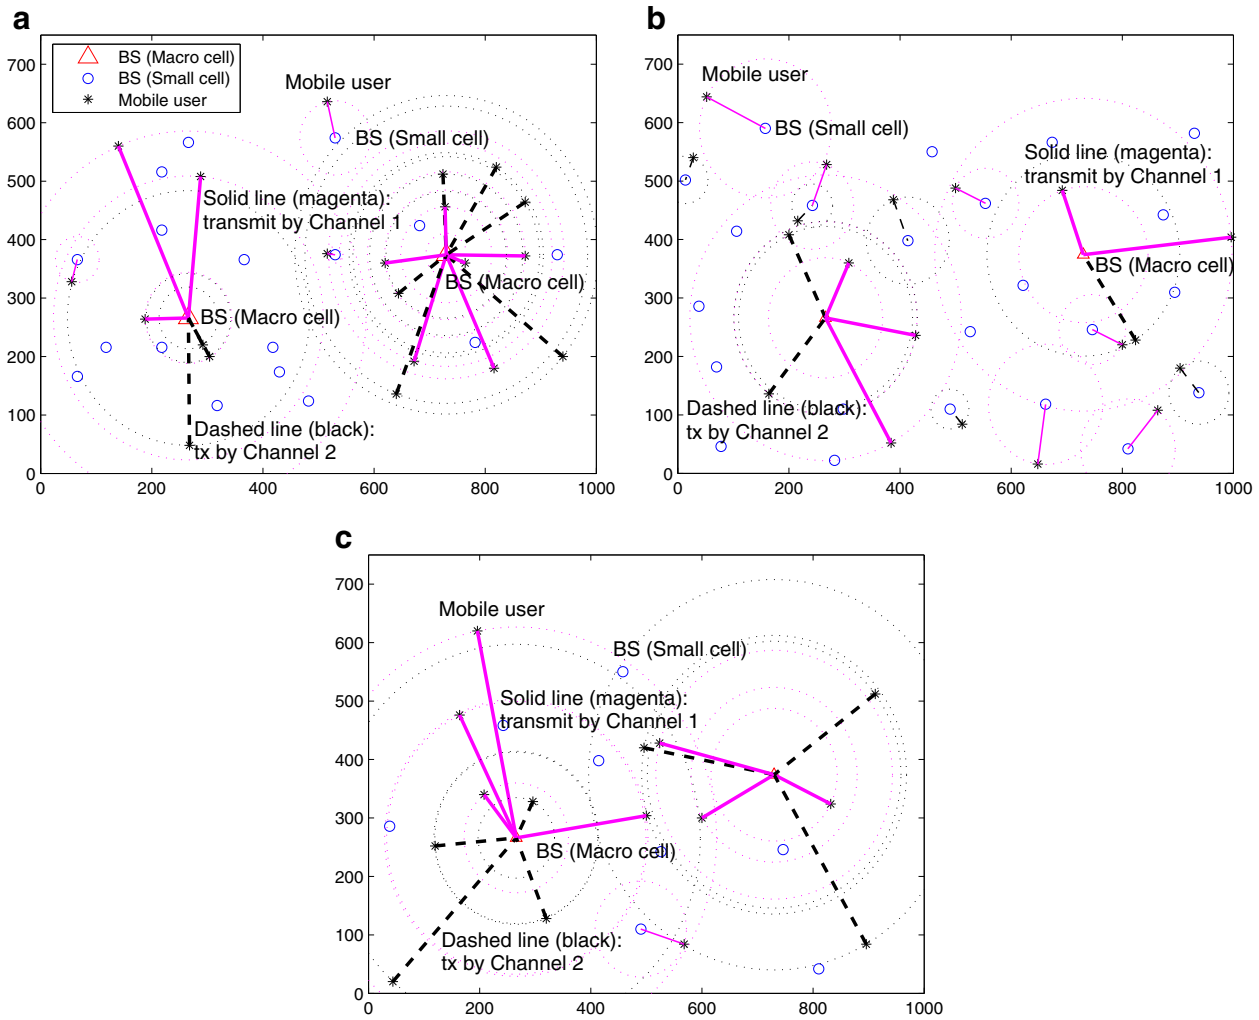 a
700
600
500
400
300
200
100
0
0
200
400
600
800
1000
BS (Macro cell)
BS (Small cell)
Mobile user
Mobile user
BS (Small cell)
Solid line (magenta):
transmit by Channel 1
BS (Macro cell)
BS (Macro cell)
Dashed line (black):
tx by Channel 2
b
700
600
500
400
300
200
100
0
0
200
400
600
800
1000
Mobile user
BS (Small cell)
Solid line (magenta):
transmit by Channel 1
BS (Macro cell)
Dashed line (black):
tx by Channel 2
c
700
600
500
400
300
200
100
0
0
200
400
600
800
1000
Mobile user
BS (Small cell)
Solid line (magenta):
transmit by Channel 1
BS (Macro cell)
Dashed line (black):
tx by Channel 2